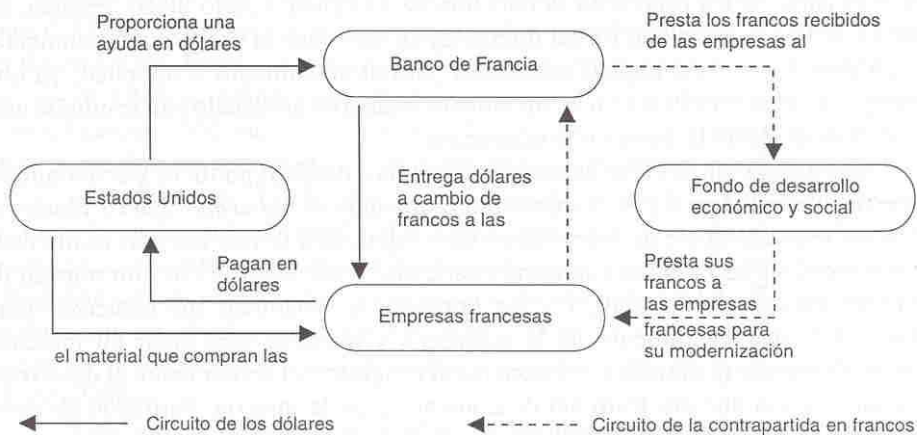 Proporciona una
ayuda en dólares
Banco de Francia
Presta los francos recibidos
de las empresas al
Estados Unidos
Entrega dólares
a cambio de
francos a las
Fondo de desarrollo
económico y social
Pagan en
dólares
Empresas francesas
Presta sus
francos a
las empresas
francesas para
su modernización
el material que compran las
Circuito de los dólares
Circuito de la contrapartida en francos